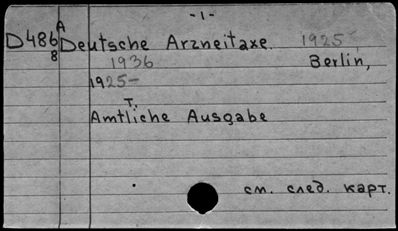 -1-
A
D486 Deutsche Arzneitaxe. 1925-
8 1936 Berlin,
1925-
T.
Amtliche Ausgabe
см. след. карт.